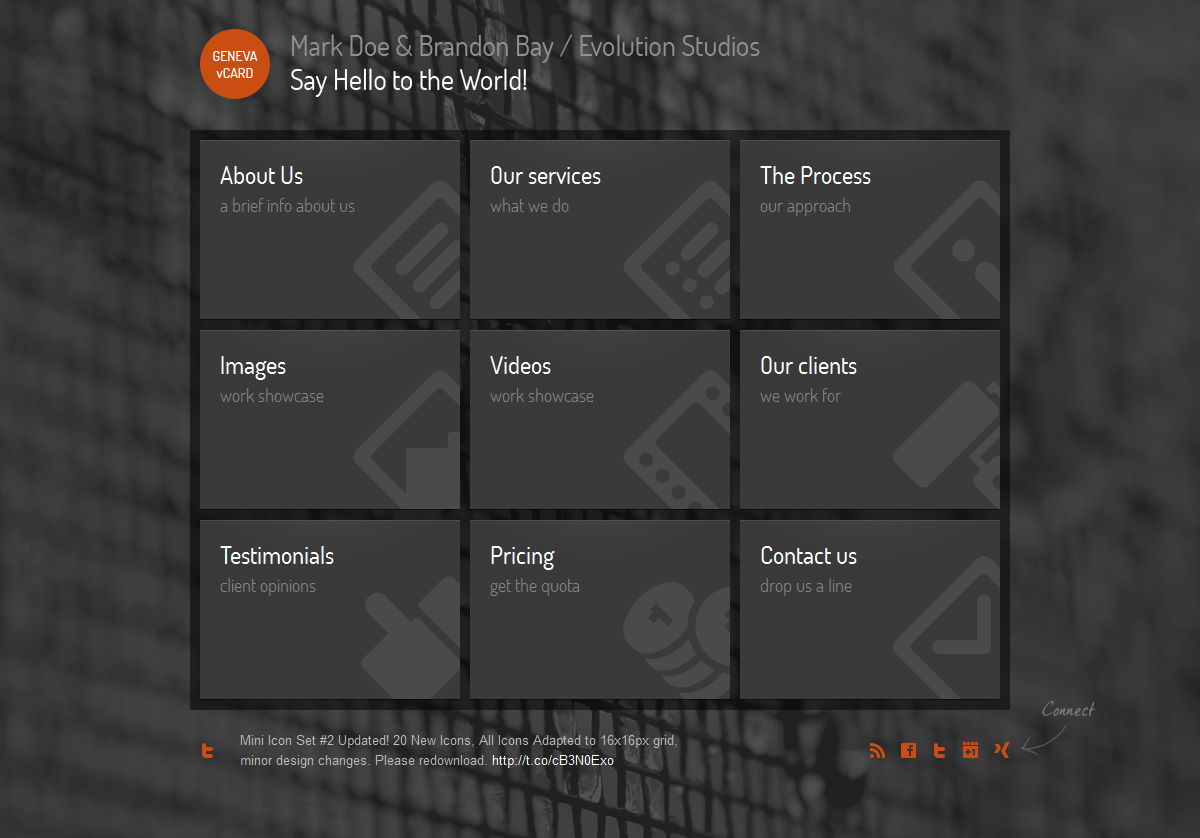 GENEVA
vCARD
Mark Doe & Brandon Bay / Evolution Studios
Say Hello to the World!
About Us
a brief info about us
Our services
what we do
The Process
our approach
Images
work showcase
Videos
work showcase
Our clients
we work for
Testimonials
client opinions
Pricing
get the quota
Contact us
drop us a line
Connect
Mini Icon Set #2 Updated! 20 New Icons, All Icons Adapted to 16x16px grid,
minor design changes. Please redownload. http://t.co/cB3N0Exo